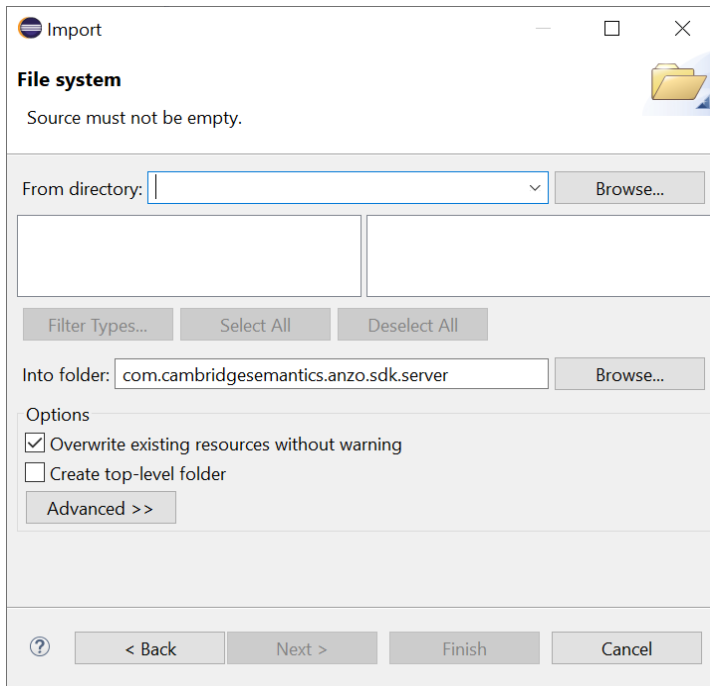 Import
File system
Source must not be empty.
From directory:
Browse...
Filter Types...
Select All
Deselect All
Into folder:
com.cambridgesemantics.anzo.sdk.server
Browse...
Options
Overwrite existing resources without warning
Create top-level folder
Advanced >>
?
< Back
Next >
Finish
Cancel